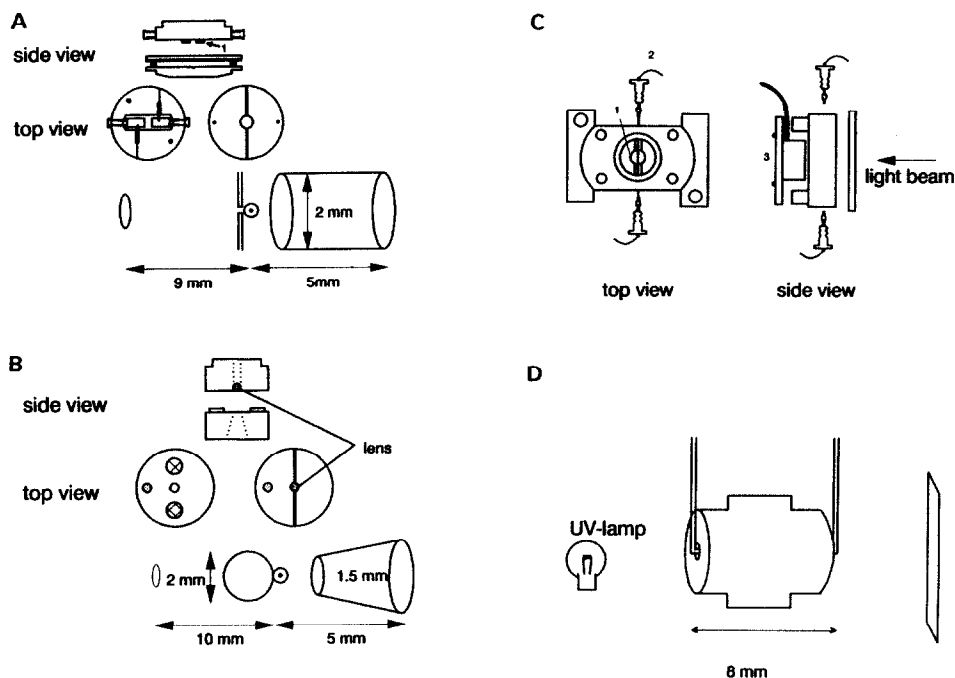 A
side view
1
top view
2 mm
9 mm
5mm
B
side view
lens
top view
2 mm
1.5 mm
10 mm
5 mm
C
2
1
3
light beam
top view
side view
D
UV-lamp
8 mm